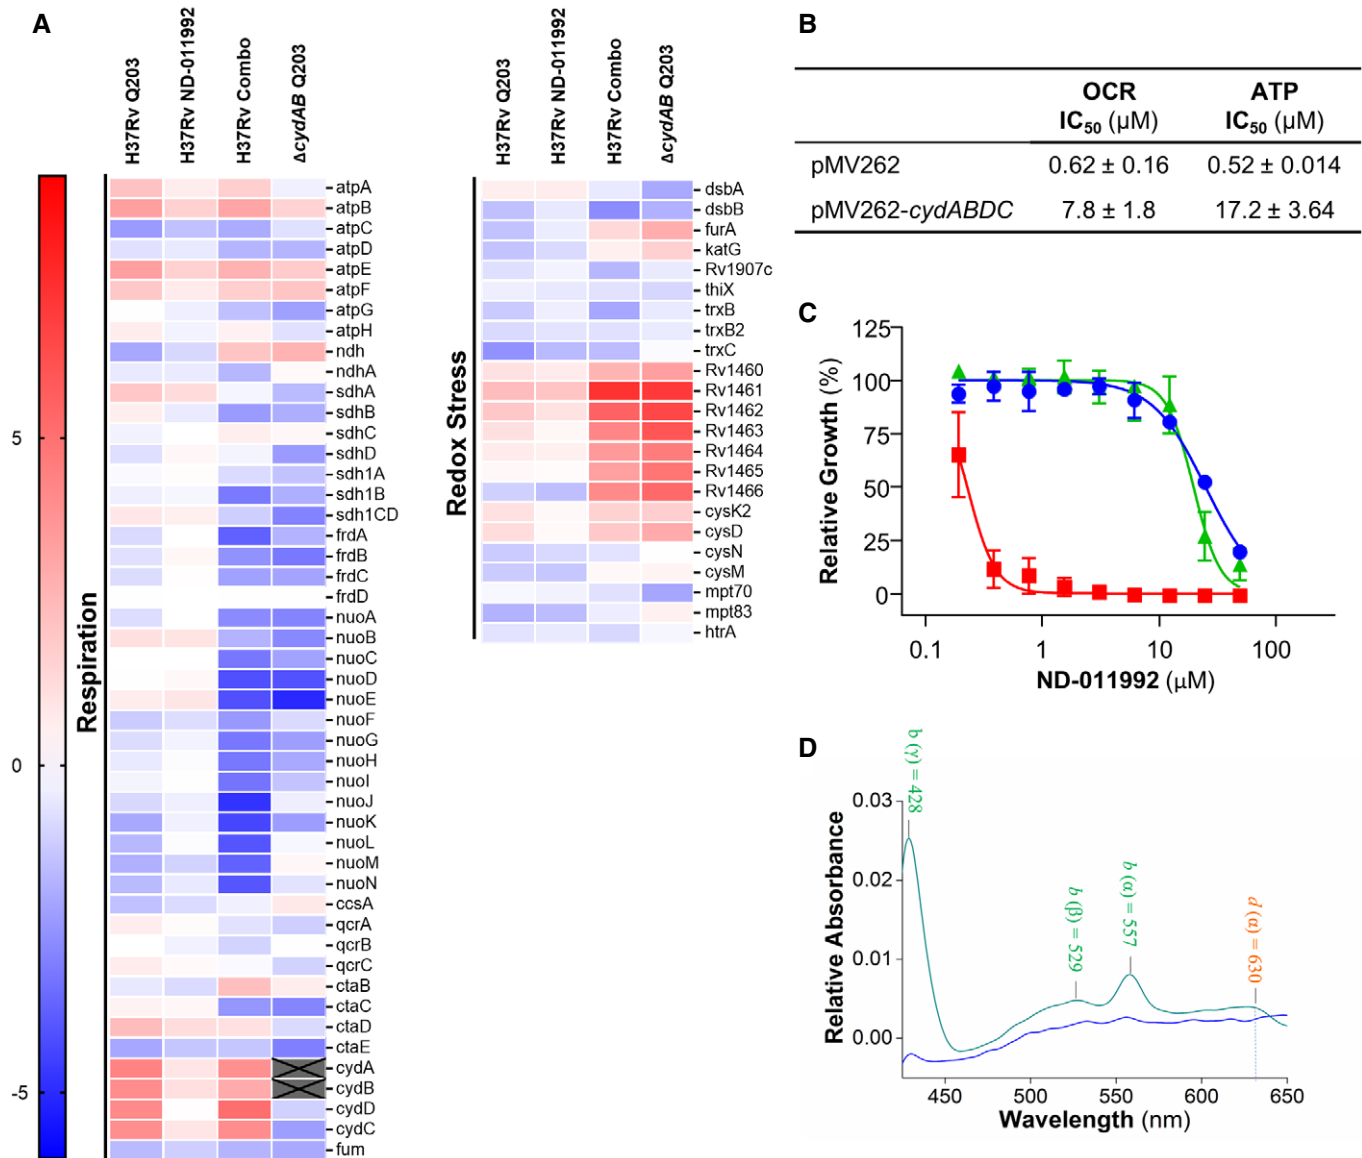 A
H37Rv Q203
H37Rv ND-011992
H37Rv Combo
ΔcydAB Q203
5
0
-5
Respiration
atpA
atpB
atpC
atpD
atpE
atpF
atpG
atpH
ndh
ndhA
sdhA
sdhB
sdhC
sdhD
sdh1A
sdh1B
sdh1CD
frdA
frdB
frdC
frdD
nuoA
nuoB
nuoC
nuoD
nuoE
nuoF
nuoG
nuoH
nuoI
nuoJ
nuoK
nuoL
nuoM
nuoN
ccsA
qcrA
qcrB
qcrC
ctaB
ctaC
ctaD
ctaE
cydA
cydB
cydD
cydC
fum
H37Rv Q203
H37Rv ND-011992
H37Rv Combo
ΔcydAB Q203
Redox Stress
dsbA
dsbB
furA
katG
Rv1907c
thiX
trxB
trxB2
trxC
Rv1460
Rv1461
Rv1462
Rv1463
Rv1464
Rv1465
Rv1466
cysK2
cysD
cysN
cysM
mpt70
mpt83
htrA
B
OCR IC50 (µM)
ATP IC50 (µM)
pMV262 0.62 ± 0.16 0.52 ± 0.014
pMV262-cydABDC 7.8 ± 1.8 17.2 ± 3.64
C
Relative Growth (%)
125
100
75
50
25
0
0.1 1 10 100
ND-011992 (µM)
D
Relative Absorbance
0.03
0.02
0.01
0.00
b (γ) = 428
b (β) = 529
b (α) = 557
d (α) = 630
450 500 550 600 650
Wavelength (nm)